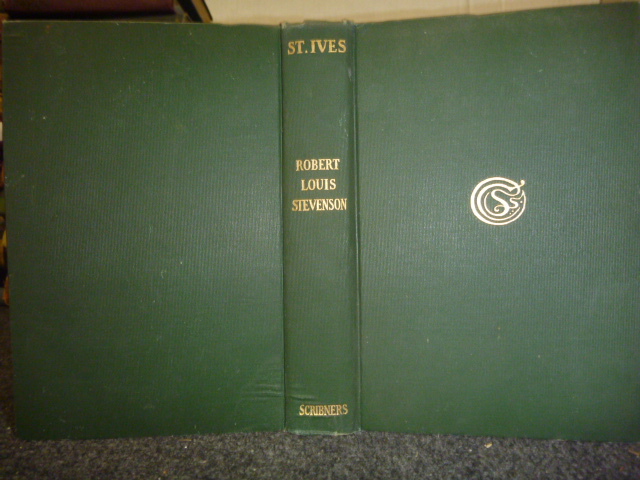 ST. IVES
ROBERT
LOUIS
STEVENSON
SCRIBNERS